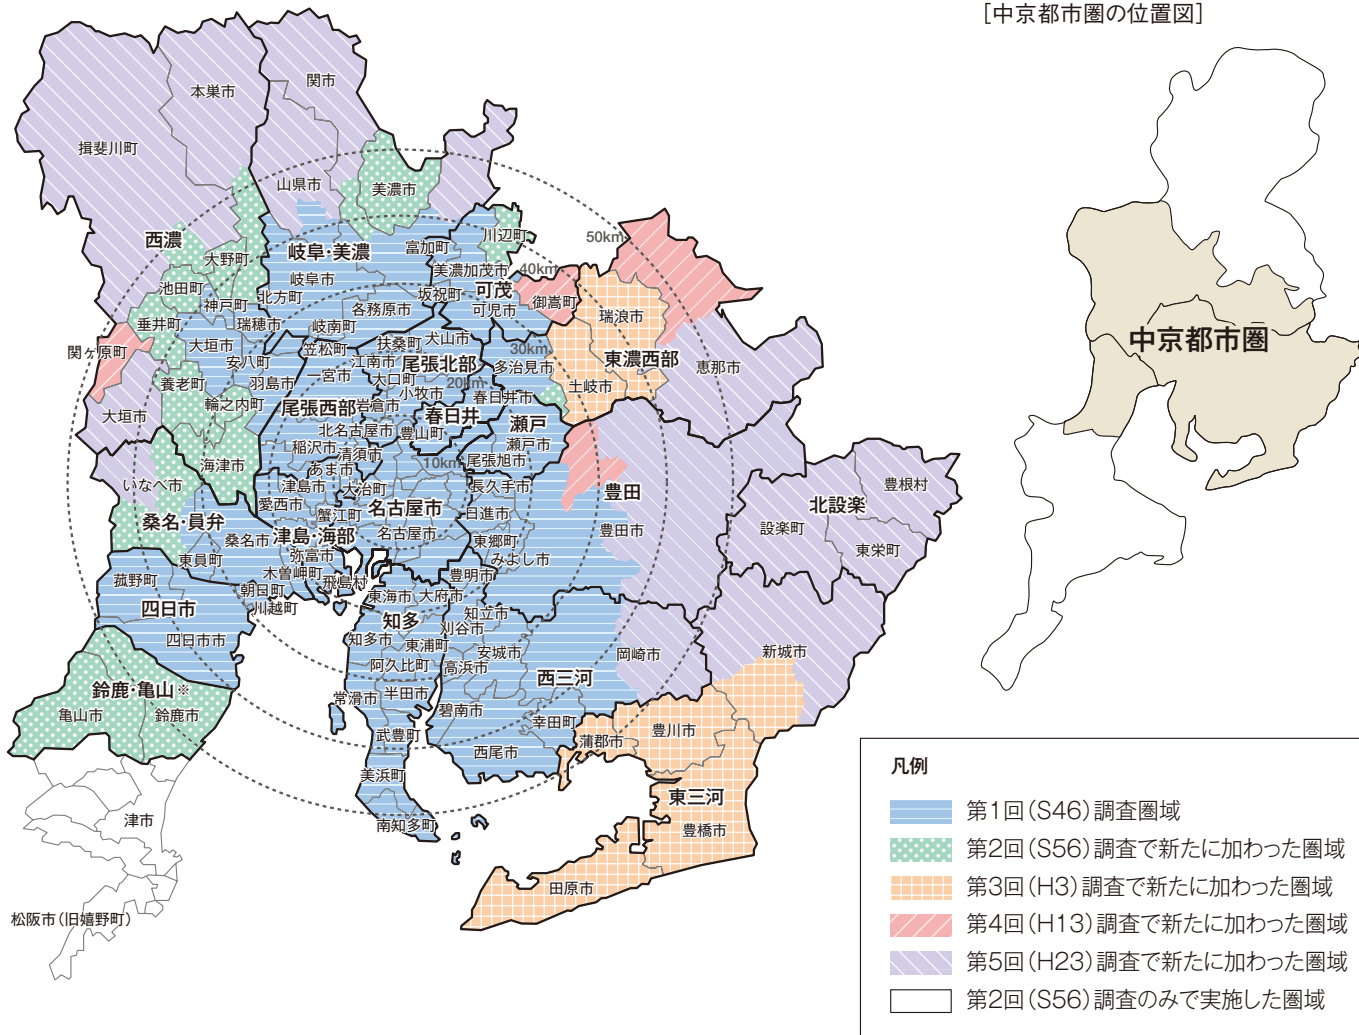 [中京都市圏の位置図]
中京都市圏
関市
本巣市
揖斐川町
山県市
美濃市
西濃
岐阜・美濃
富加町
川辺町
50km
大野町
岐阜市
美濃加茂市
40km
池田町
北方町
坂祝町
可茂
御嵩町
神戸町
各務原市
可児市
瑞浪市
垂井町
瑞穂市
岐南町
関ヶ原町
大垣市
笠松町
扶桑町
犬山市
30km
東濃西部
安八町
江南市
尾張北部
多治見市
恵那市
養老町
羽島市
一宮市
大口町
20km
土岐市
輪之内町
小牧市
春日井市
大垣市
尾張西部
岩倉市
春日井
瀬戸
北名古屋市
豊山町
稲沢市
清須市
瀬戸市
海津市
あま市
10km
尾張旭市
いなべ市
津島市
大治町
長久手市
豊田
豊根村
愛西市
蟹江町
名古屋市
日進市
北設楽
桑名・員弁
津島・海部
名古屋市
豊田市
設楽町
桑名市
弥富市
東郷町
東栄町
東員町
木曽岬町
みよし市
菰野町
朝日町
飛島村
豊明市
四日市
川越町
東海市
大府市
知多
知立市
四日市市
知多市
東浦町
刈谷市
阿久比町
安城市
岡崎市
新城市
高浜市
鈴鹿・亀山※
常滑市
半田市
西三河
亀山市
鈴鹿市
碧南市
幸田町
豊川市
武豊町
西尾市
蒲郡市
美浜町
東三河
津市
南知多町
豊橋市
田原市
松阪市(旧嬉野町)
凡例
第1回(S46)調査圏域
第2回(S56)調査で新たに加わった圏域
第3回(H3)調査で新たに加わった圏域
第4回(H13)調査で新たに加わった圏域
第5回(H23)調査で新たに加わった圏域
第2回(S56)調査のみで実施した圏域